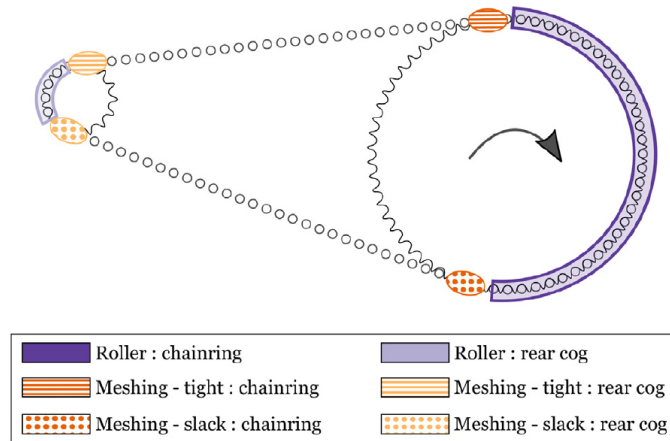 Roller : chainring
Roller : rear cog
Meshing - tight : chainring
Meshing - tight : rear cog
Meshing - slack : chainring
Meshing - slack : rear cog